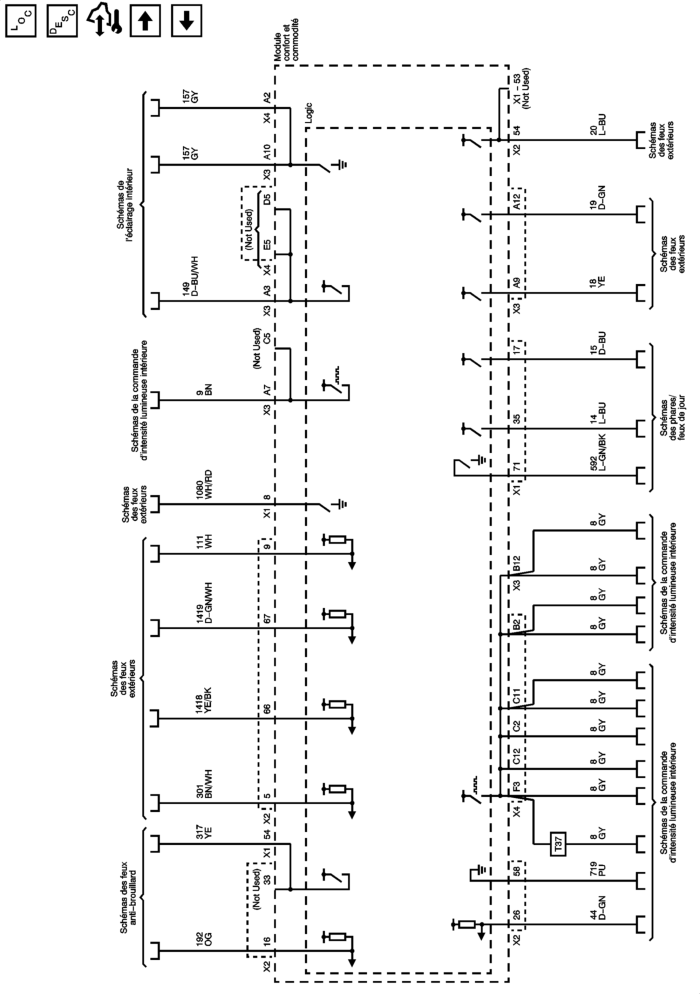 LOC
DESC
Module
confort et
commodité
Logic
Schémas de
l'éclairage intérieur
157
GY
A2
X4
157
GY
A10
X3
D5
(Not Used)
E5
X4
149
D–BU/WH
A3
X3
(Not Used)
C5
Schémas de la commande
d'intensité lumineuse intérieure
9
BN
A7
X3
Schémas
des feux
extérieurs
1080
WH/RD
8
X1
Schémas
des feux
extérieurs
111
WH
9
1419
D–GN/WH
67
1418
YE/BK
66
301
BN/WH
5
X2
Schémas des feux
anti–brouillard
317
YE
54
X1
33
(Not Used)
192
OG
16
X2
X1 – 53
(Not Used)
54
X2
20
L–BU
Schémas
des feux
extérieurs
A12
19
D–GN
A9
X3
18
YE
Schémas
des feux
extérieurs
17
15
D–BU
35
14
L–BU
71
X1
592
L–GN/BK
Schémas
des phares/
feux de jour
B12
X3
8
GY
8
GY
B2
8
GY
8
GY
Schémas de la commande
d'intensité lumineuse intérieure
C11
8
GY
8
GY
C2
8
GY
C12
8
GY
F3
X4
8
GY
T37
8
GY
58
719
PU
26
X2
44
D–GN
Schémas de la commande
d'intensité lumineuse intérieure